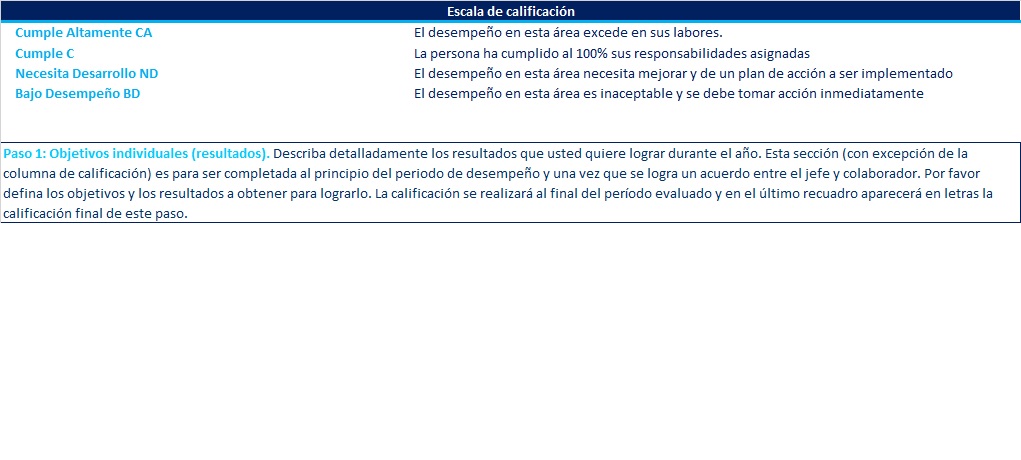 Escala de calificación
Cumple Altamente CA El desempeño en esta área excede en sus labores.
Cumple C La persona ha cumplido al 100% sus responsabilidades asignadas
Necesita Desarrollo ND El desempeño en esta área necesita mejorar y de un plan de acción a ser implementado
Bajo Desempeño BD El desempeño en esta área es inaceptable y se debe tomar acción inmediatamente
Paso 1: Objetivos individuales (resultados). Describa detalladamente los resultados que usted quiere lograr durante el año. Esta sección (con excepción de la
columna de calificación) es para ser completada al principio del periodo de desempeño y una vez que se logra un acuerdo entre el jefe y colaborador. Por favor
defina los objetivos y los resultados a obtener para lograrlo. La calificación se realizará al final del período evaluado y en el último recuadro aparecerá en letras la
calificación final de este paso.